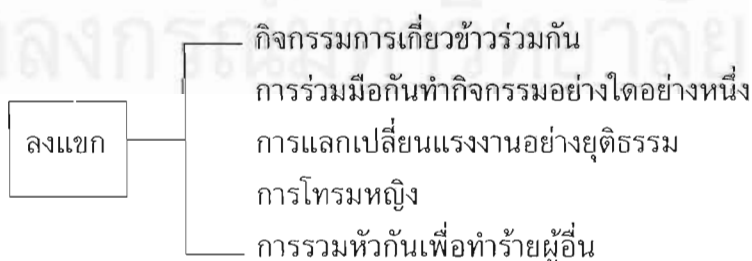 กิจกรรมการเกี่ยวข้าวร่วมกัน
การร่วมมือกันทำกิจกรรมอย่างใดอย่างหนึ่ง
ลงแขก
การแลกเปลี่ยนแรงงานอย่างยุติธรรม
การโทรมหญิง
การรวมหัวกันเพื่อทำร้ายผู้อื่น